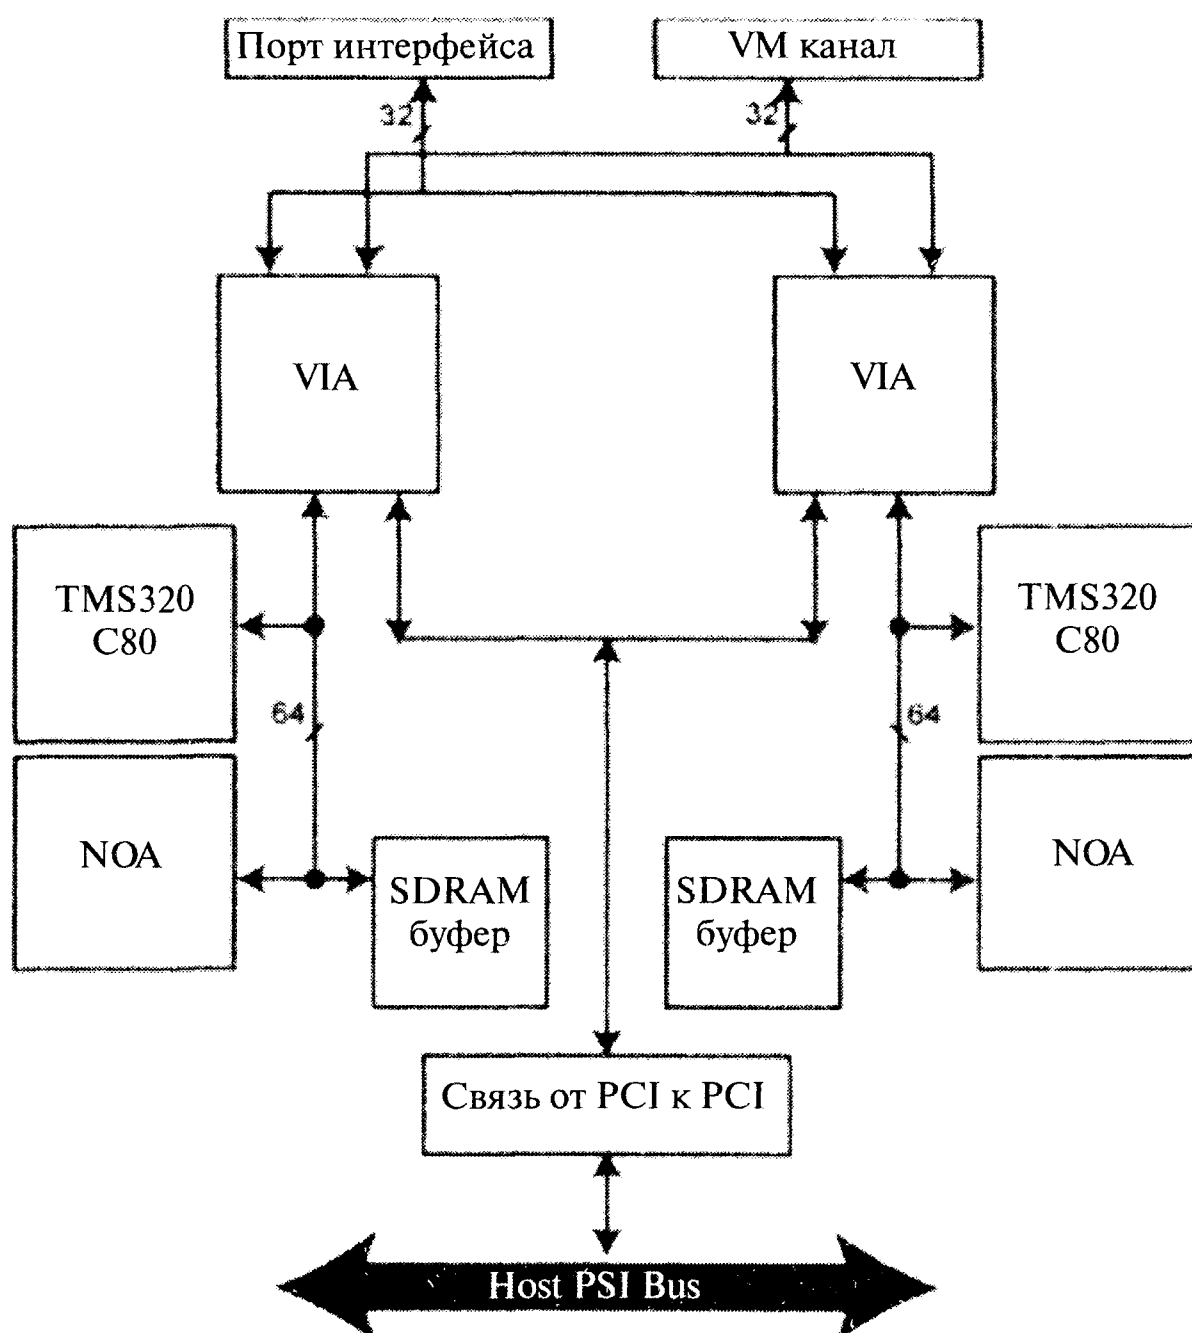 Порт интерфейса
VM канал
32
32
VIA
VIA
TMS320
C80
TMS320
C80
64
64
NOA
NOA
SDRAM
буфер
SDRAM
буфер
Связь от PCI к PCI
Host PSI Bus